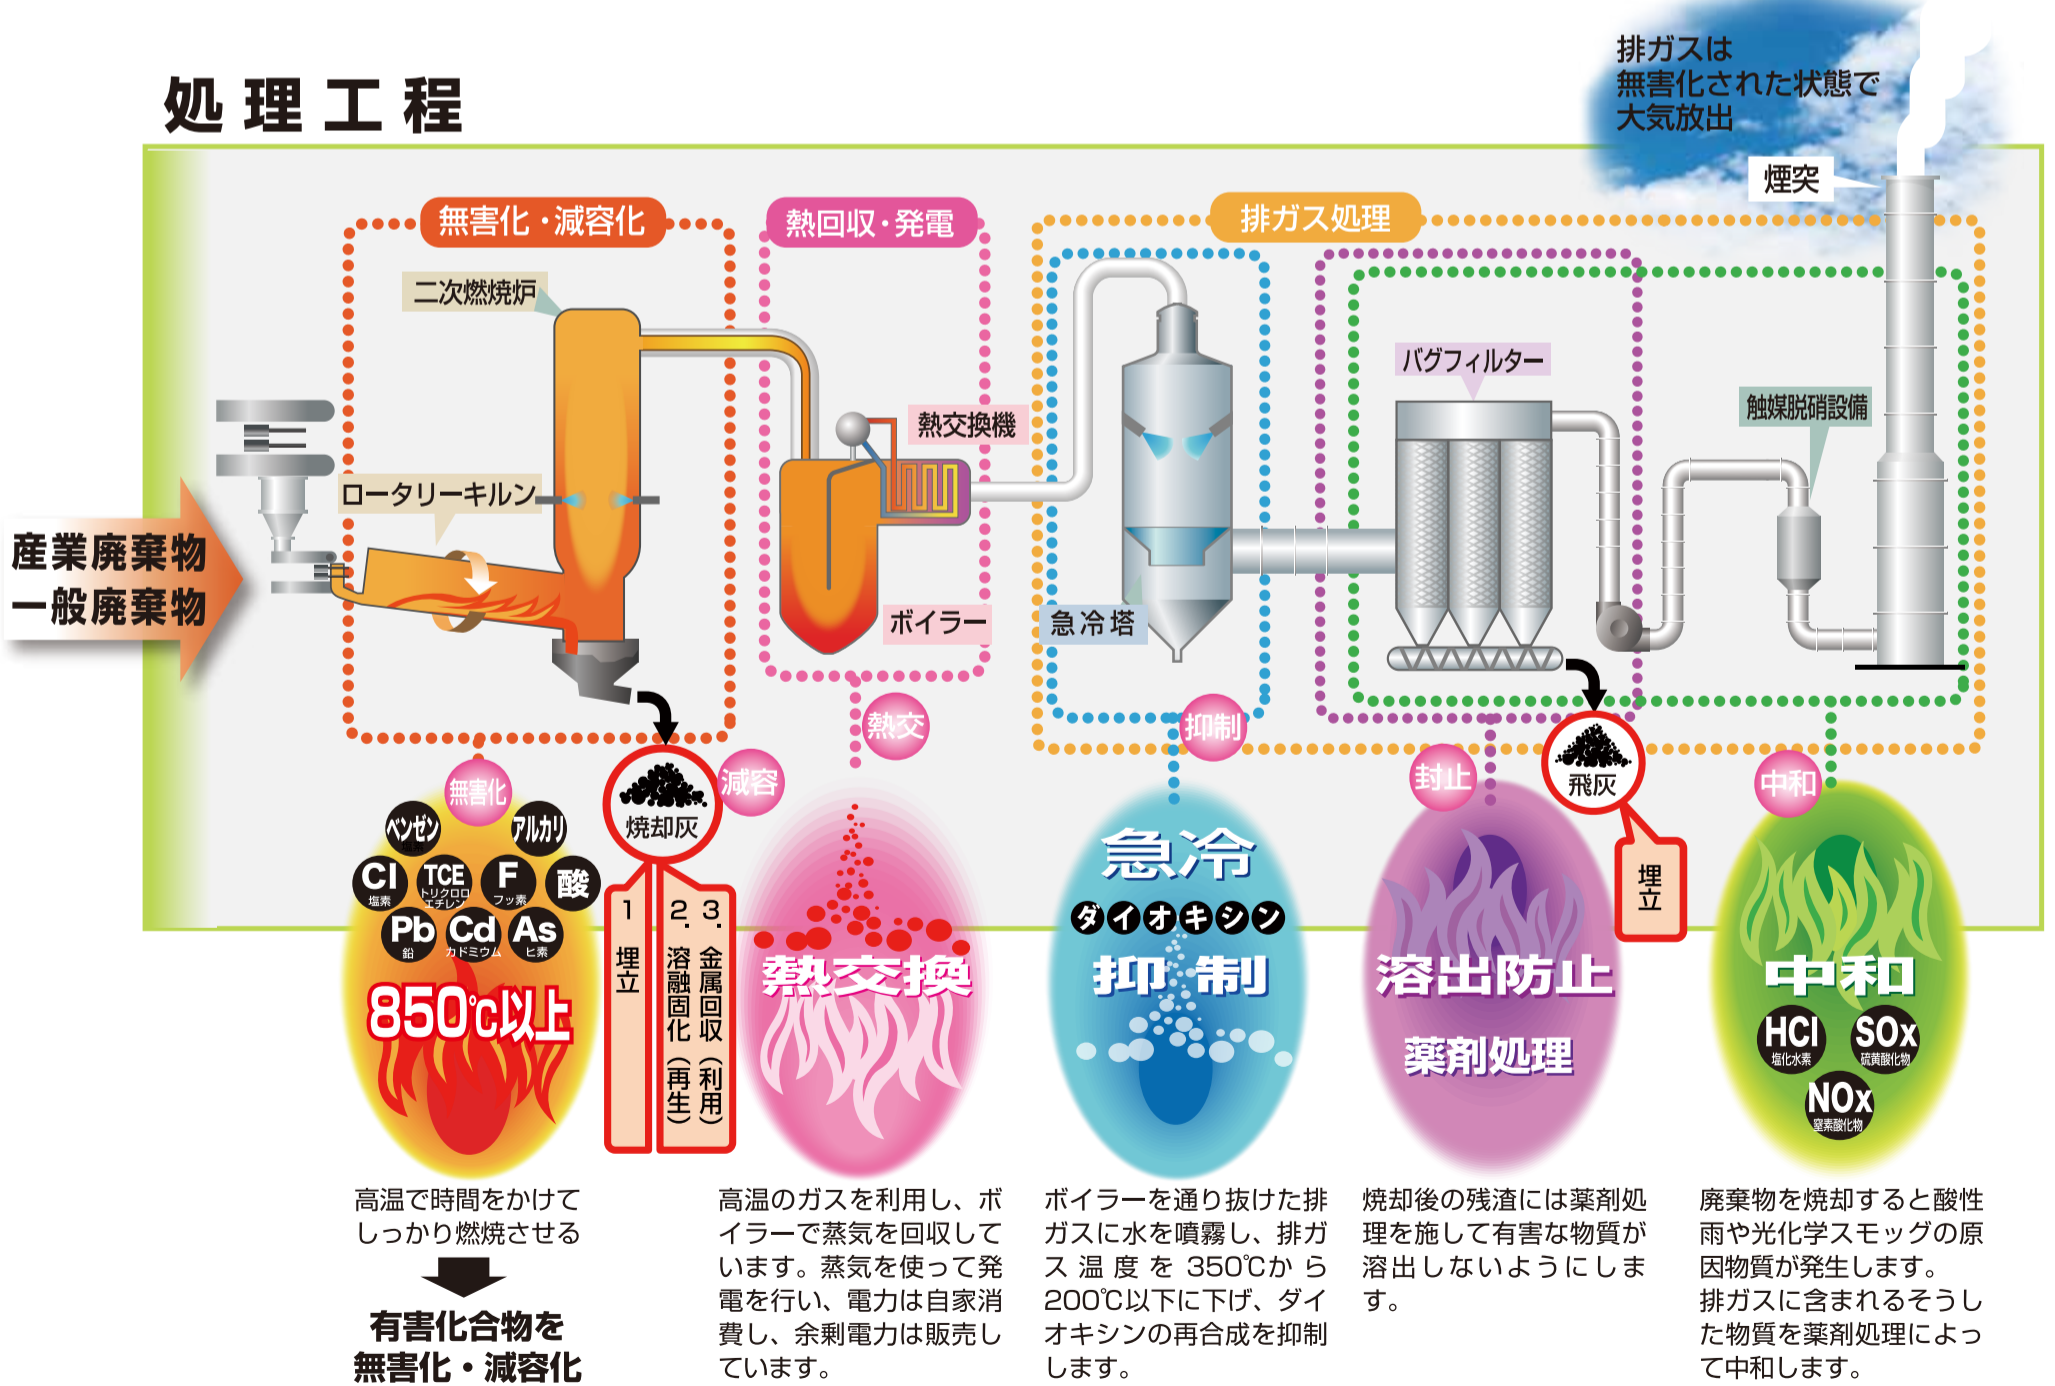 処理工程
排ガスは
無害化された状態で
大気放出
煙突
無害化・減容化
熱回収・発電
排ガス処理
二次燃焼炉
バグフィルター
熱交換機
触媒脱硝設備
ロータリーキルン
産業廃棄物
一般廃棄物
ボイラー
急冷塔
熱交
抑制
無害化
減容
封止
中和
焼却灰
飛灰
ベンゼン
アルカリ
Cl
塩素
TCE
トリクロロ
エチレン
F
フッ素
酸
Pb
鉛
Cd
カドミウム
As
ヒ素
850℃以上
1 埋立
2. 溶融固化（再生）
3. 金属回収（利用）
埋立
熱交換
急冷
ダイオキシン
抑制
溶出防止
薬剤処理
中和
HCl
塩化水素
SOx
硫黄酸化物
NOx
窒素酸化物
高温で時間をかけて
しっかり燃焼させる
有害化合物を
無害化・減容化
高温のガスを利用し、ボ
イラーで蒸気を回収して
います。蒸気を使って発
電を行い、電力は自家消
費し、余剰電力は販売し
ています。
ボイラーを通り抜けた排
ガスに水を噴霧し、排ガ
ス温度を350℃から
200℃以下に下げ、ダイ
オキシンの再合成を抑制
します。
焼却後の残渣には薬剤処
理を施して有害な物質が
溶出しないようにしま
す。
廃棄物を焼却すると酸性
雨や光化学スモッグの原
因物質が発生します。
排ガスに含まれるそうし
た物質を薬剤処理によっ
て中和します。